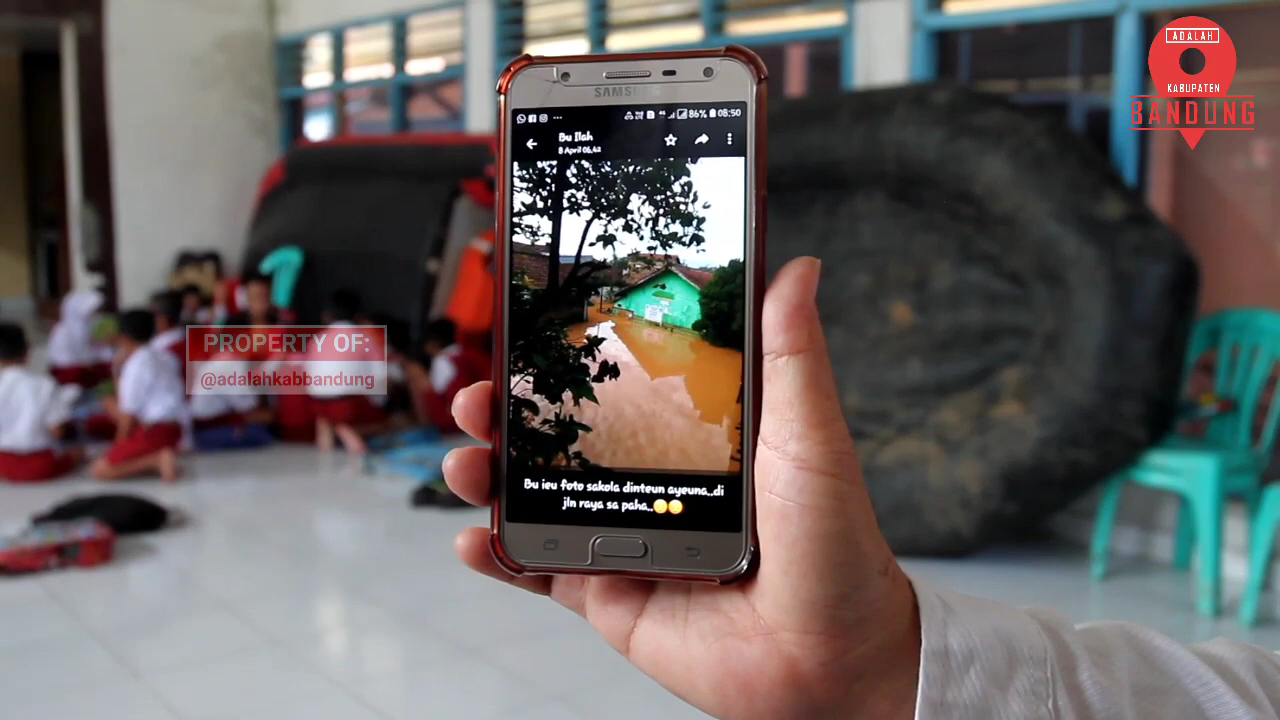 ADALAH
KABUPATEN
BANDUNG
SAMSUNG
86% 08:50
Bu Ilah
8 April 06.42
PROPERTY OF:
@adalahkabbandung
Bu ieu foto sakola dinteun ayeuna..di
jln raya sa paha..😔😔